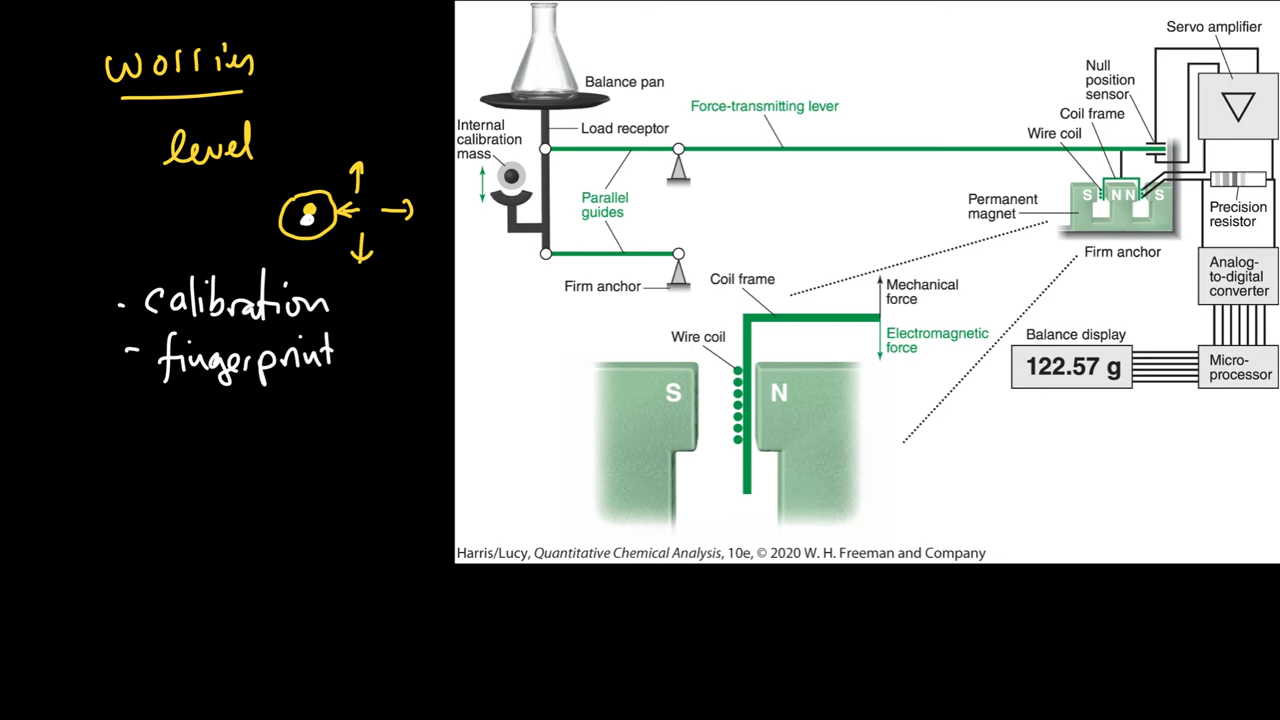 worries
level
· calibration
- fingerprint
Servo amplifier
Null
position
sensor
Balance pan
Force-transmitting lever
Coil frame
Internal
calibration
mass
Load receptor
Wire coil
Parallel
guides
S N N S
Permanent
magnet
Precision
resistor
Firm anchor
Analog-
to-digital
converter
Firm anchor
Coil frame
Mechanical
force
Electromagnetic
force
Wire coil
Balance display
122.57 g
Micro-
processor
S N
Harris/Lucy, Quantitative Chemical Analysis, 10e, © 2020 W. H. Freeman and Company